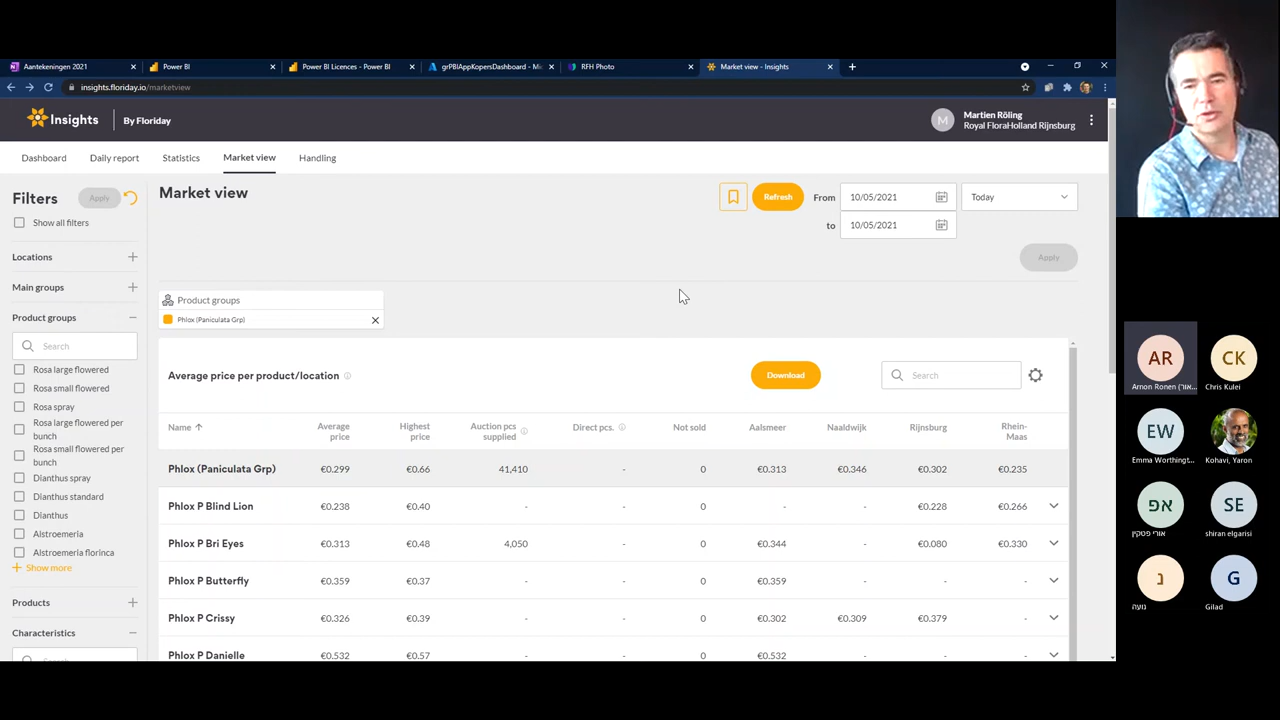 Aantekeningen 2021
Power BI
Power BI Licences - Power BI
grPBIAppKopersDashboard - Mic
RFH Photo
Market view - Insights
insights.floriday.io/marketview
Insights
By Floriday
M
Martien Röling
Royal FloraHolland Rijnsburg
Dashboard
Daily report
Statistics
Market view
Handling
Filters
Apply
Show all filters
Locations
Main groups
Product groups
Search
Rosa large flowered
Rosa small flowered
Rosa spray
Rosa large flowered per bunch
Rosa small flowered per bunch
Dianthus spray
Dianthus standard
Dianthus
Alstroemeria
Alstroemeria florinca
Show more
Products
Characteristics
Market view
Refresh
From
10/05/2021
Today
to
10/05/2021
Apply
Product groups
Phlox (Paniculata Grp)
Average price per product/location
Download
Search
Name Average price Highest price Auction pcs supplied Direct pcs. Not sold Aalsmeer Naaldwijk Rijnsburg Rhein-Maas
Phlox (Paniculata Grp) €0.299 €0.66 41,410 - 0 €0.313 €0.346 €0.302 €0.235
Phlox P Blind Lion €0.238 €0.40 - - 0 - - €0.228 €0.266
Phlox P Bri Eyes €0.313 €0.48 4,050 - 0 €0.344 - €0.080 €0.330
Phlox P Butterfly €0.359 €0.37 - - 0 €0.359 - - -
Phlox P Crissy €0.326 €0.39 - - 0 €0.302 €0.309 €0.379 -
Phlox P Danielle €0.532 €0.57 - - 0 €0.532 - - -
AR
Arnon Ronen (אור...
CK
Chris Kulei
EW
Emma Worthingt...
Kohavi, Yaron
אפ
אורי פטקין
SE
shiran elgarisi
נ
נועה
G
Gilad